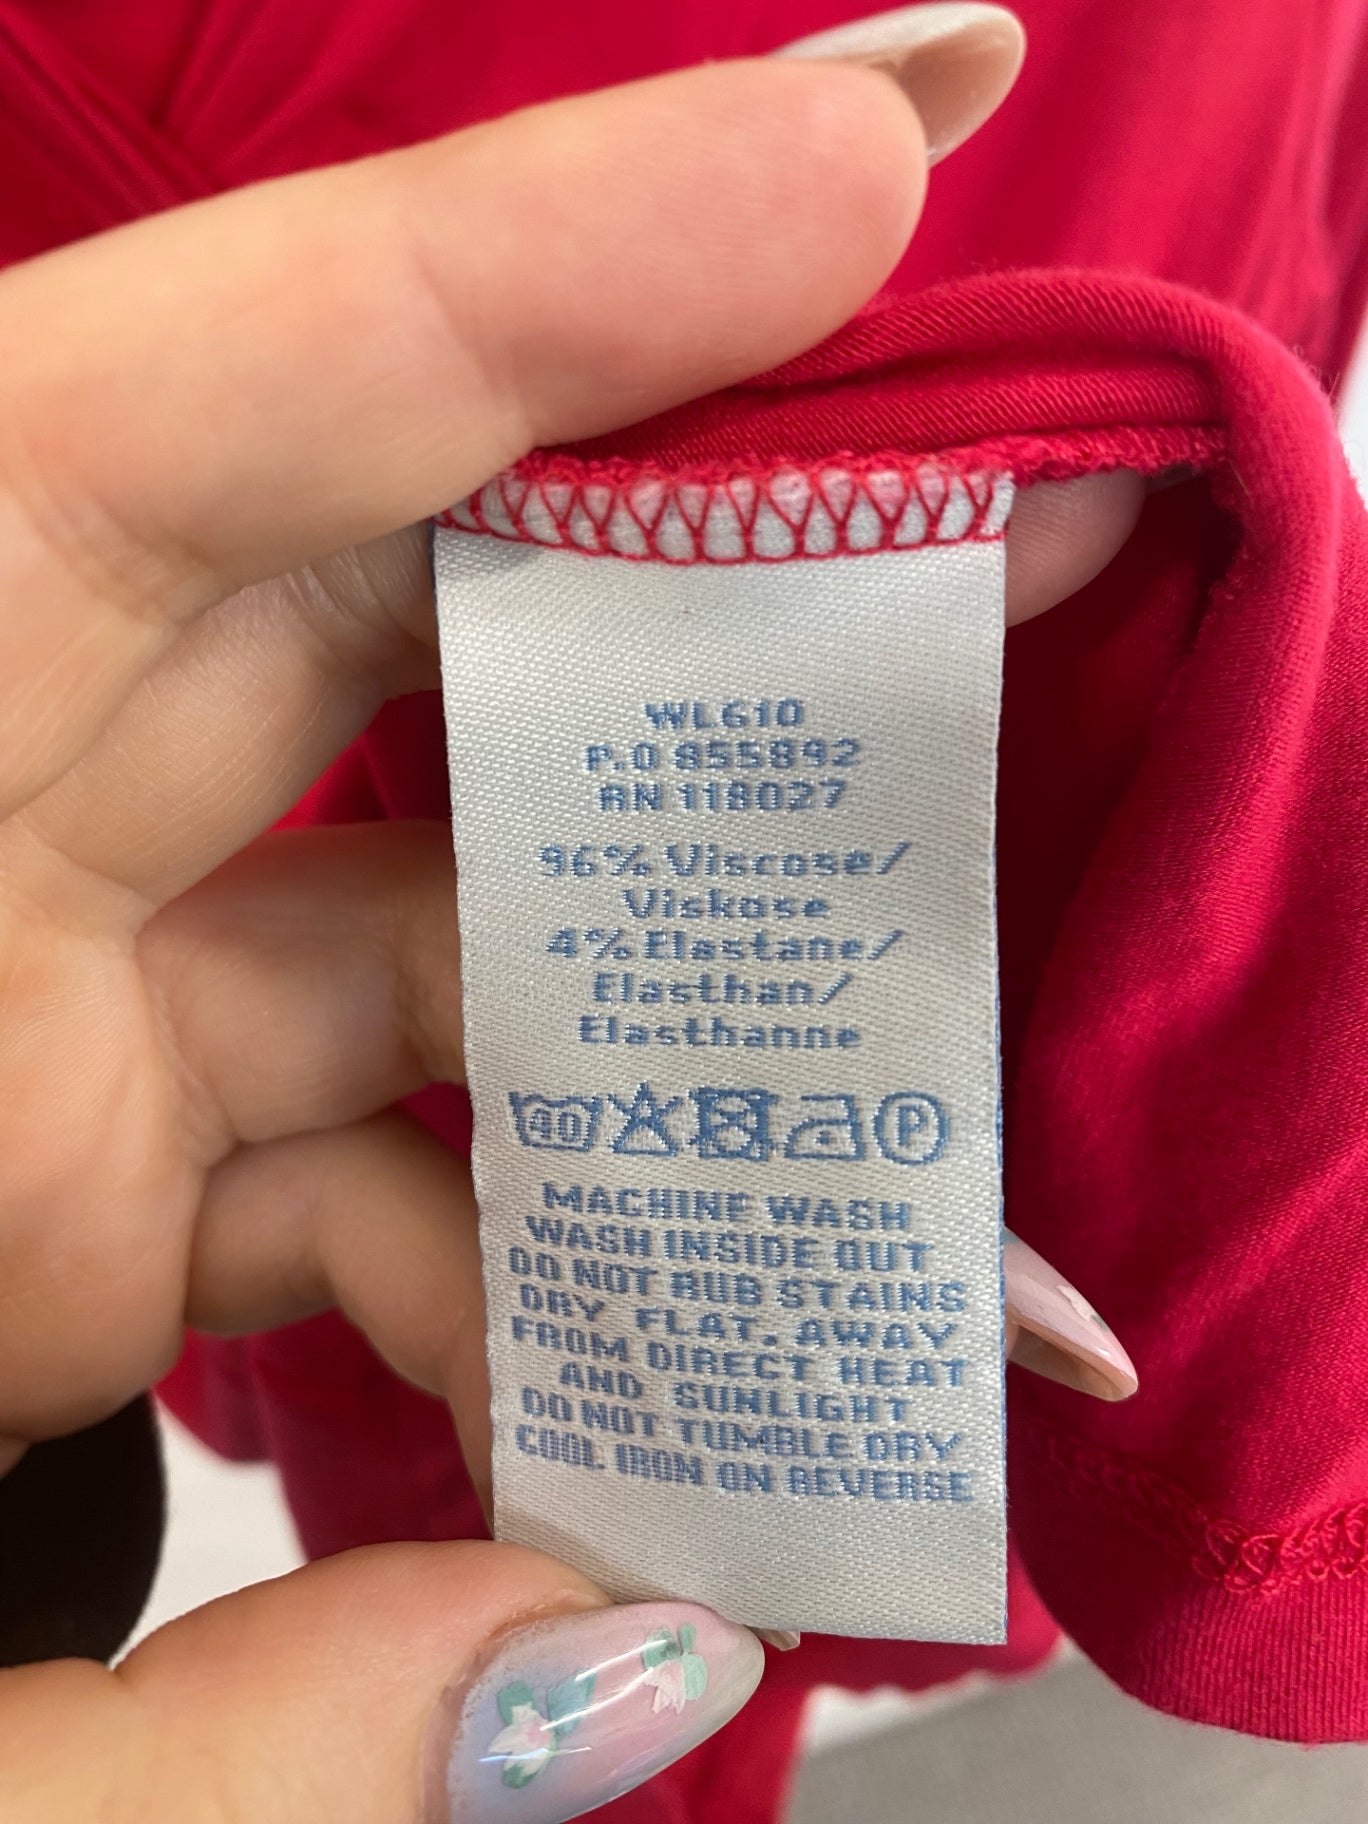 WL610
P.O 855892
RN 118027
96% Viscose/
Viskose
4% Elastane/
Elasthan/
Elasthanne
40 P
MACHINE WASH
WASH INSIDE OUT
DO NOT RUB STAINS
DRY FLAT. AWAY
FROM DIRECT HEAT
AND SUNLIGHT
DO NOT TUMBLE DRY
COOL IRON ON REVERSE